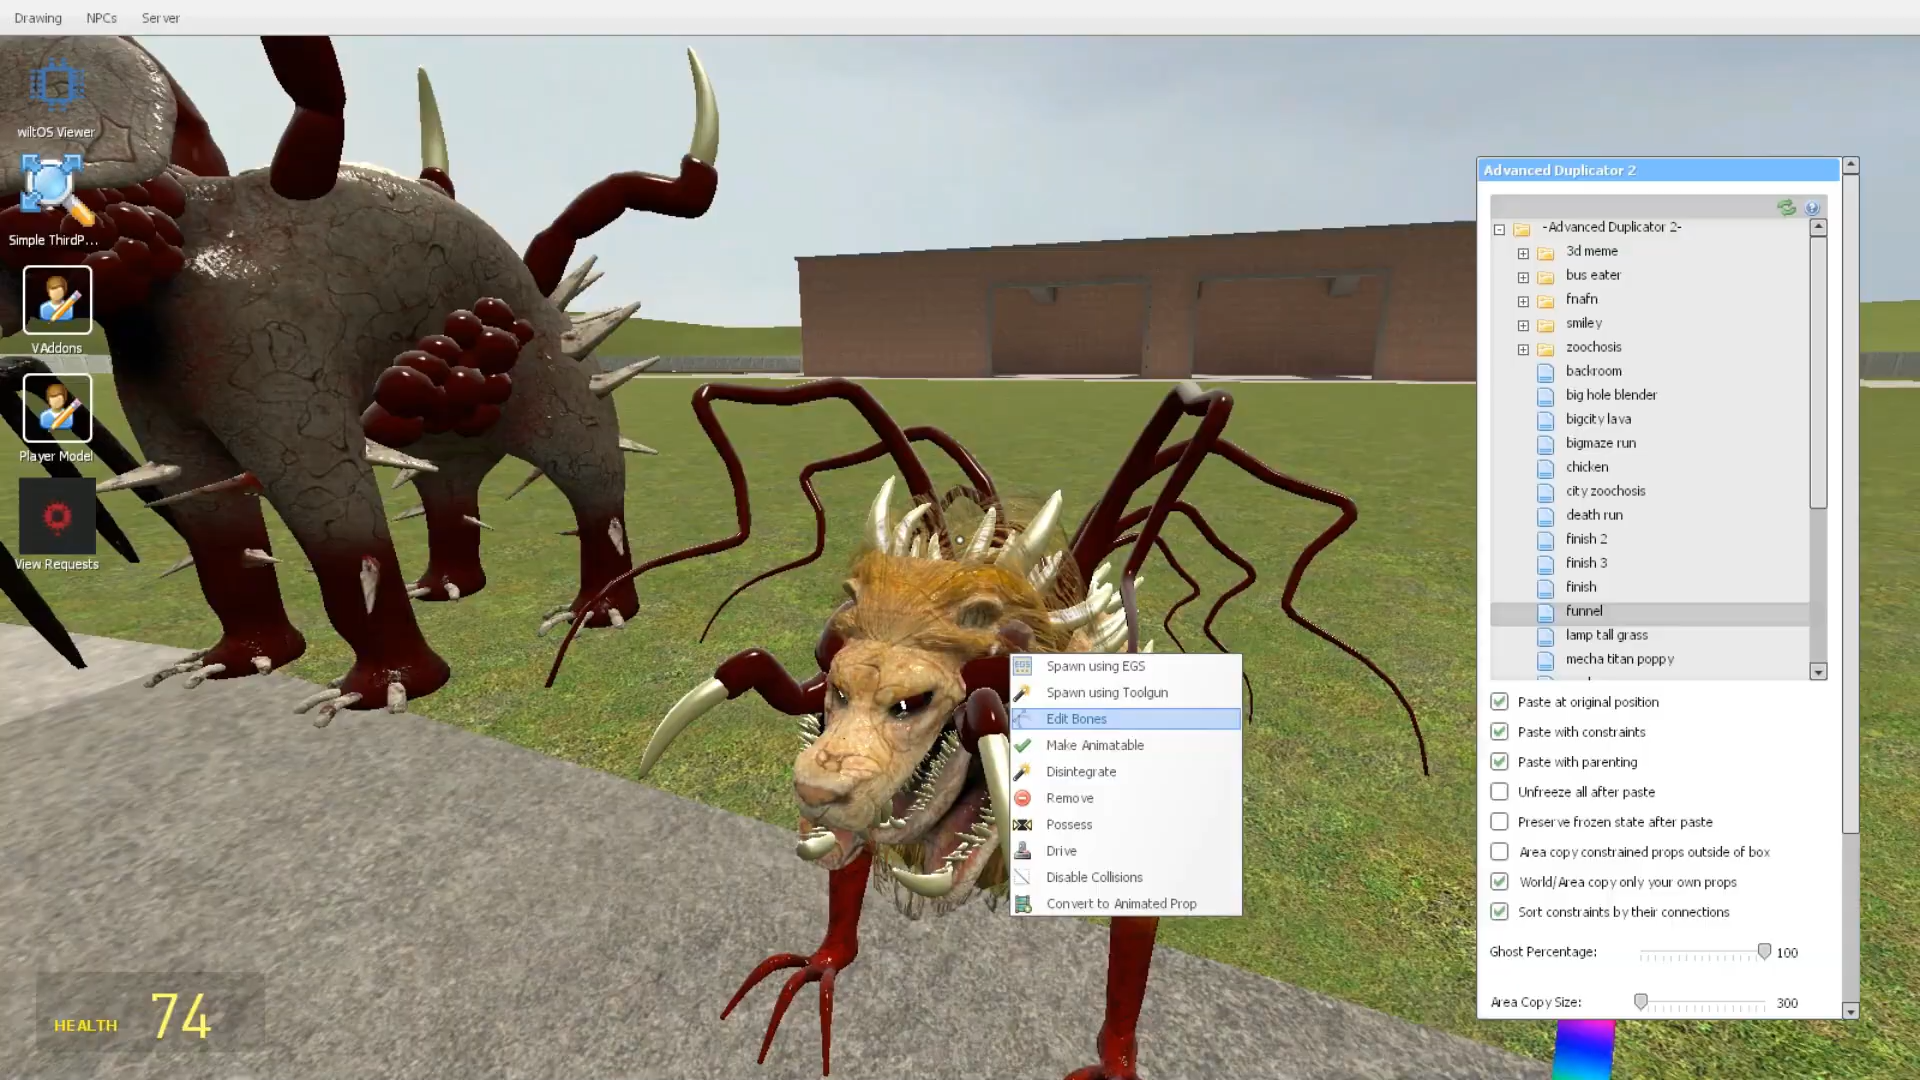 Drawing NPCs Server
wiltOS Viewer
Simple ThirdP...
VAddons
Player Model
View Requests
HEALTH 74
Spawn using EGS
Spawn using Toolgun
Edit Bones
Make Animatable
Disintegrate
Remove
Possess
Drive
Disable Collisions
Convert to Animated Prop
Advanced Duplicator 2
-Advanced Duplicator 2-
3d meme
bus eater
fnafn
smiley
zoochosis
backroom
big hole blender
bigcity lava
bigmaze run
chicken
city zoochosis
death run
finish 2
finish 3
finish
funnel
lamp tall grass
mecha titan poppy
Paste at original position
Paste with constraints
Paste with parenting
Unfreeze all after paste
Preserve frozen state after paste
Area copy constrained props outside of box
World/Area copy only your own props
Sort constraints by their connections
Ghost Percentage: 100
Area Copy Size: 300